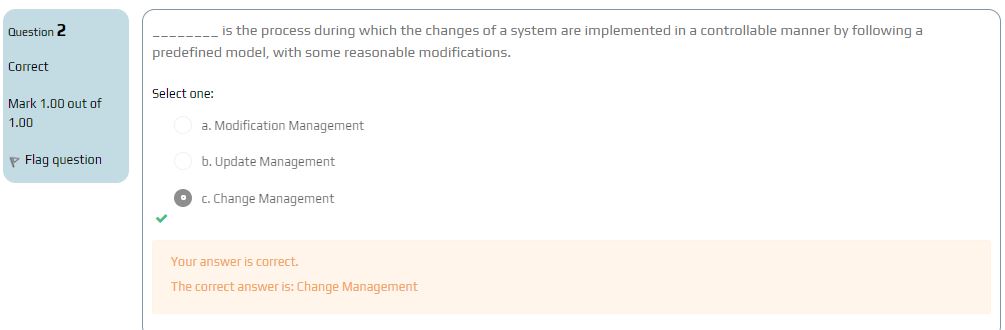 Question 2
Correct
Mark 1.00 out of
1.00
Flag question
________ is the process during which the changes of a system are implemented in a controllable manner by following a
predefined model, with some reasonable modifications.
Select one:
a. Modification Management
b. Update Management
c. Change Management
Your answer is correct.
The correct answer is: Change Management